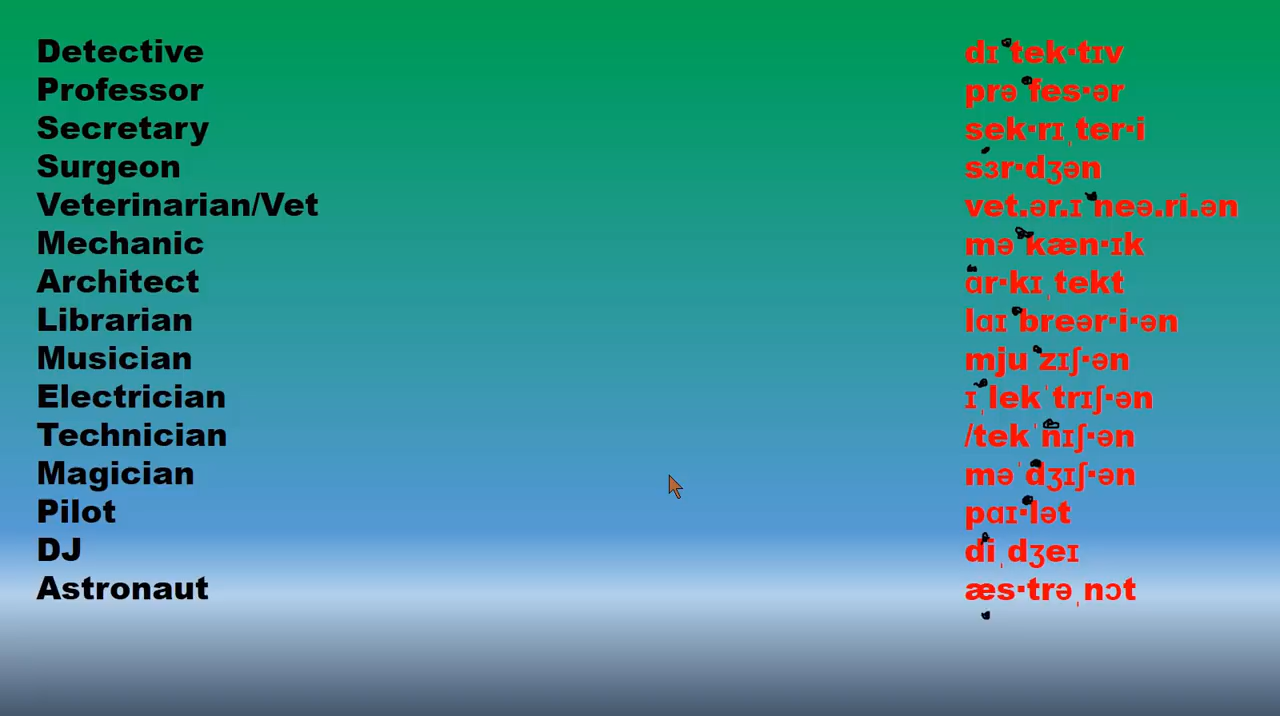 Detective dɪˈtek·tɪv
Professor prəˈfes·ər
Secretary sek·rɪˌter·i
Surgeon sɜr·dʒən
Veterinarian/Vet vet.ər.ɪˈneə.ri.ən
Mechanic məˈkæn·ɪk
Architect ɑr·kɪˌtekt
Librarian lɑɪˈbreər·i·ən
Musician mjuˈzɪʃ·ən
Electrician ɪˌlekˈtrɪʃ·ən
Technician /tekˈnɪʃ·ən
Magician məˈdʒɪʃ·ən
Pilot pɑɪ·lət
DJ diˌdʒeɪ
Astronaut æs·trəˌnɔt